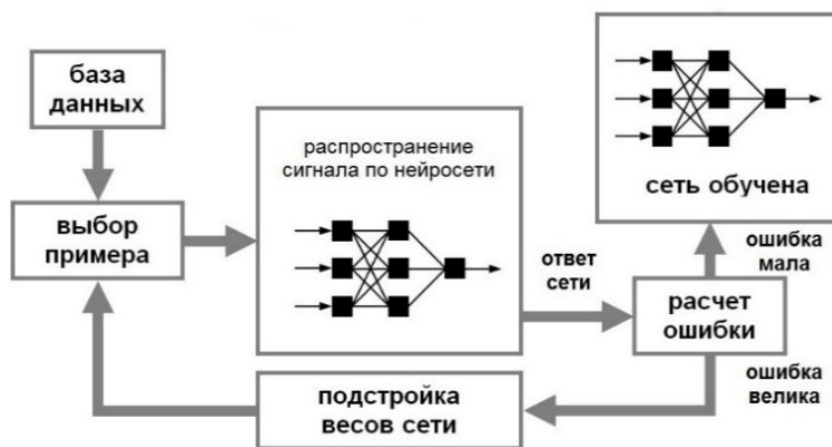 база
данных
выбор
примера
распространение
сигнала по нейросети
ответ
сети
расчет
ошибки
ошибка
мала
сеть обучена
ошибка
велика
подстройка
весов сети